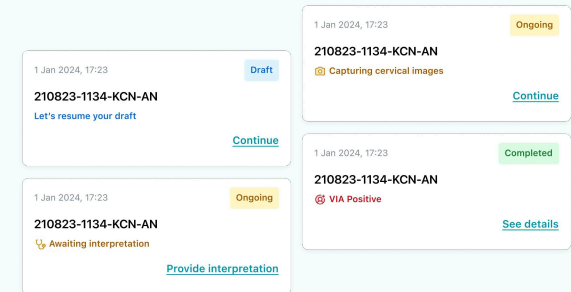 1 Jan 2024, 17:23
Draft
210823-1134-KCN-AN
Let's resume your draft
Continue
1 Jan 2024, 17:23
Ongoing
210823-1134-KCN-AN
Awaiting interpretation
Provide interpretation
1 Jan 2024, 17:23
Ongoing
210823-1134-KCN-AN
Capturing cervical images
Continue
1 Jan 2024, 17:23
Completed
210823-1134-KCN-AN
VIA Positive
See details